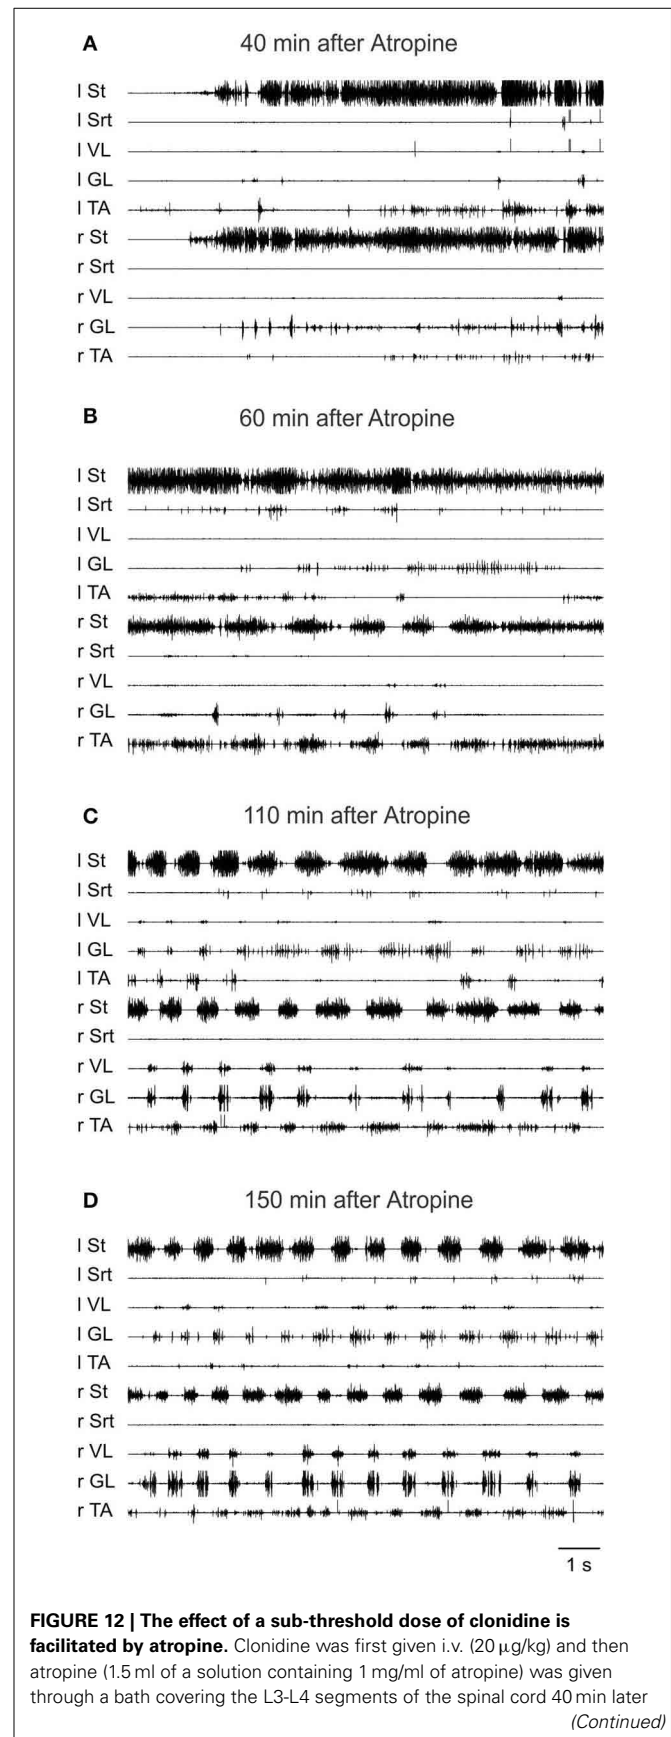 A
40 min after Atropine
l St
l Srt
l VL
l GL
l TA
r St
r Srt
r VL
r GL
r TA
B
60 min after Atropine
l St
l Srt
l VL
l GL
l TA
r St
r Srt
r VL
r GL
r TA
C
110 min after Atropine
l St
l Srt
l VL
l GL
l TA
r St
r Srt
r VL
r GL
r TA
D
150 min after Atropine
l St
l Srt
l VL
l GL
l TA
r St
r Srt
r VL
r GL
r TA
1 s
FIGURE 12 | The effect of a sub-threshold dose of clonidine is
facilitated by atropine. Clonidine was first given i.v. (20 μg/kg) and then
atropine (1.5 ml of a solution containing 1 mg/ml of atropine) was given
through a bath covering the L3-L4 segments of the spinal cord 40 min later
(Continued)